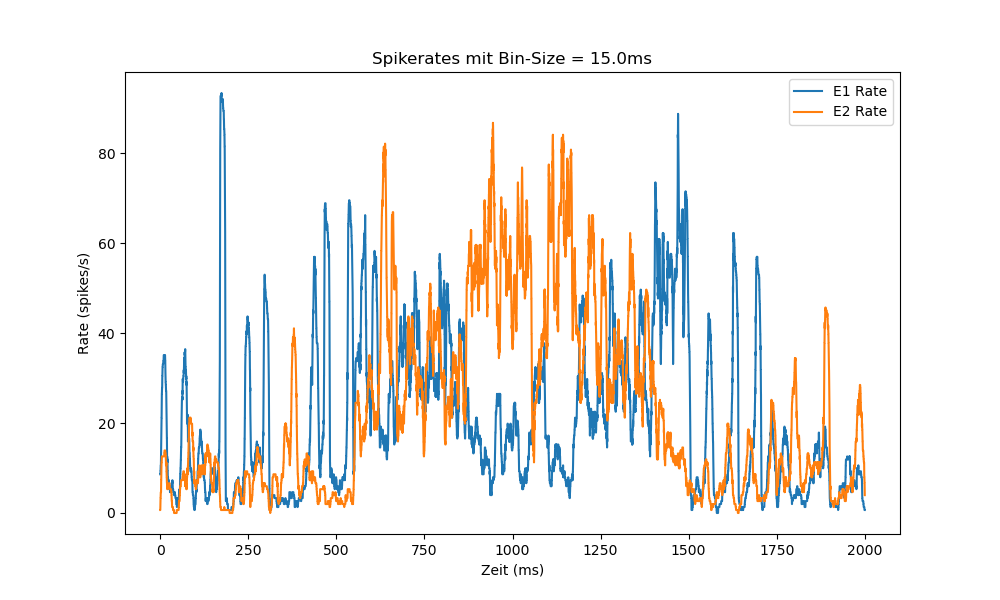 Spikerates mit Bin-Size = 15.0ms
E1 Rate
E2 Rate
Rate (spikes/s)
80
60
40
20
0
0 250 500 750 1000 1250 1500 1750 2000
Zeit (ms)